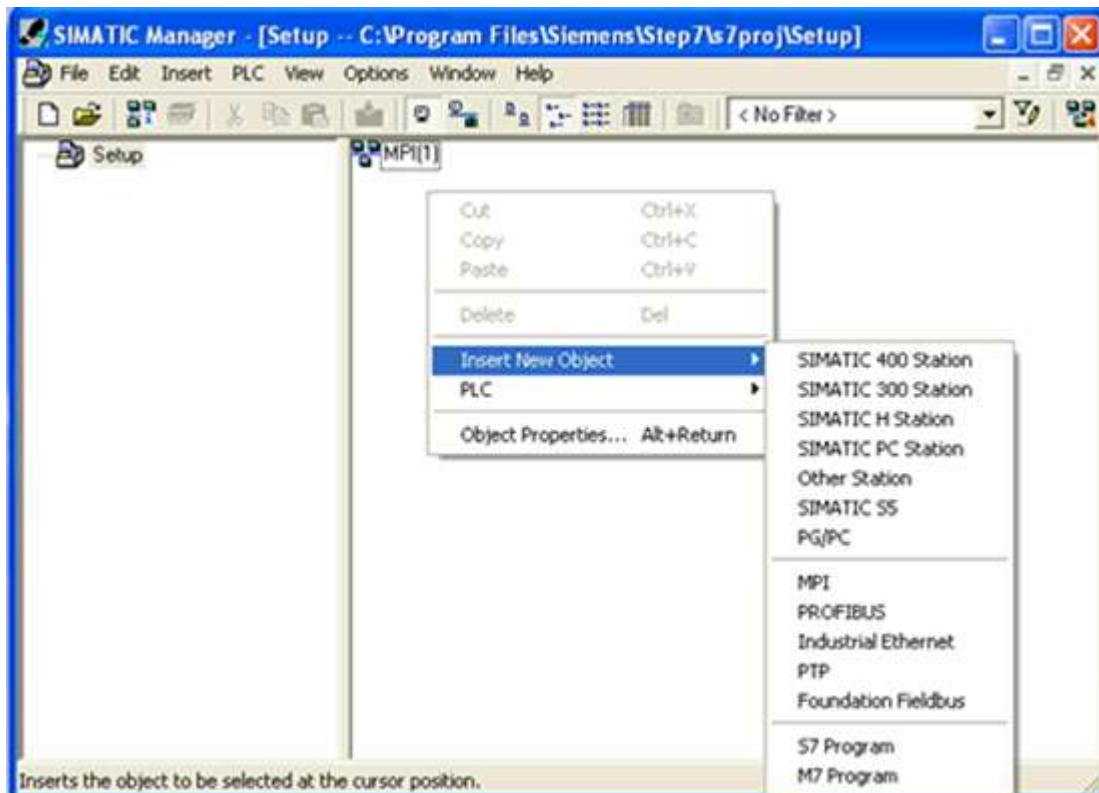 SIMATIC Manager - [Setup -- C:\Program Files\Siemens\Step7\s7proj\Setup]
File Edit Insert PLC View Options Window Help
< No Filter >
Setup
MPI(1)
Cut Ctrl+X
Copy Ctrl+C
Paste Ctrl+V
Delete Del
Insert New Object
PLC
Object Properties... Alt+Return
SIMATIC 400 Station
SIMATIC 300 Station
SIMATIC H Station
SIMATIC PC Station
Other Station
SIMATIC S5
PG/PC
MPI
PROFIBUS
Industrial Ethernet
PTP
Foundation Fieldbus
S7 Program
M7 Program
Inserts the object to be selected at the cursor position.